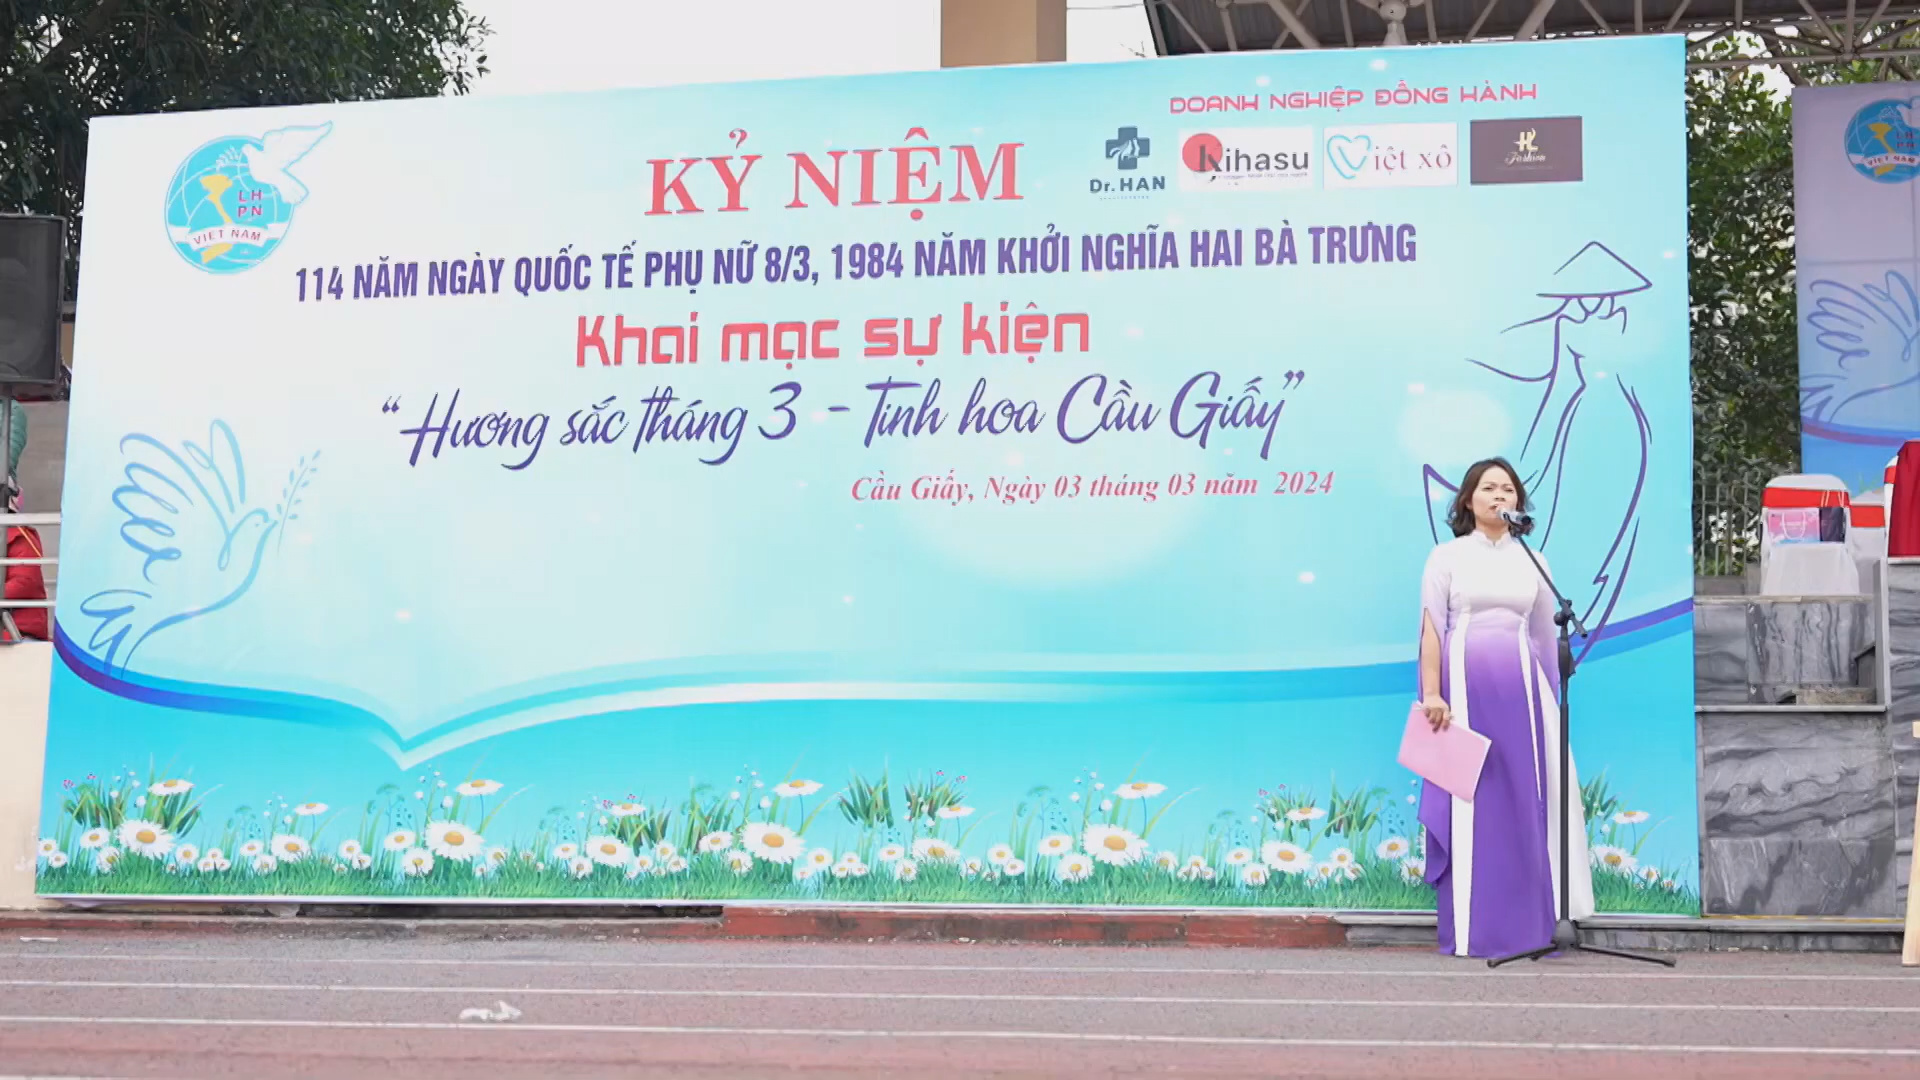 DOANH NGHIỆP ĐỒNG HÀNH
LH
PN
VIET NAM
KỶ NIỆM
Dr.HAN
Kihasu
Việt xô
114 NĂM NGÀY QUỐC TẾ PHỤ NỮ 8/3, 1984 NĂM KHỞI NGHĨA HAI BÀ TRƯNG
Khai mạc sự kiện
“Hương sắc tháng 3 - Tinh hoa Cầu Giấy”
Cầu Giấy, Ngày 03 tháng 03 năm 2024